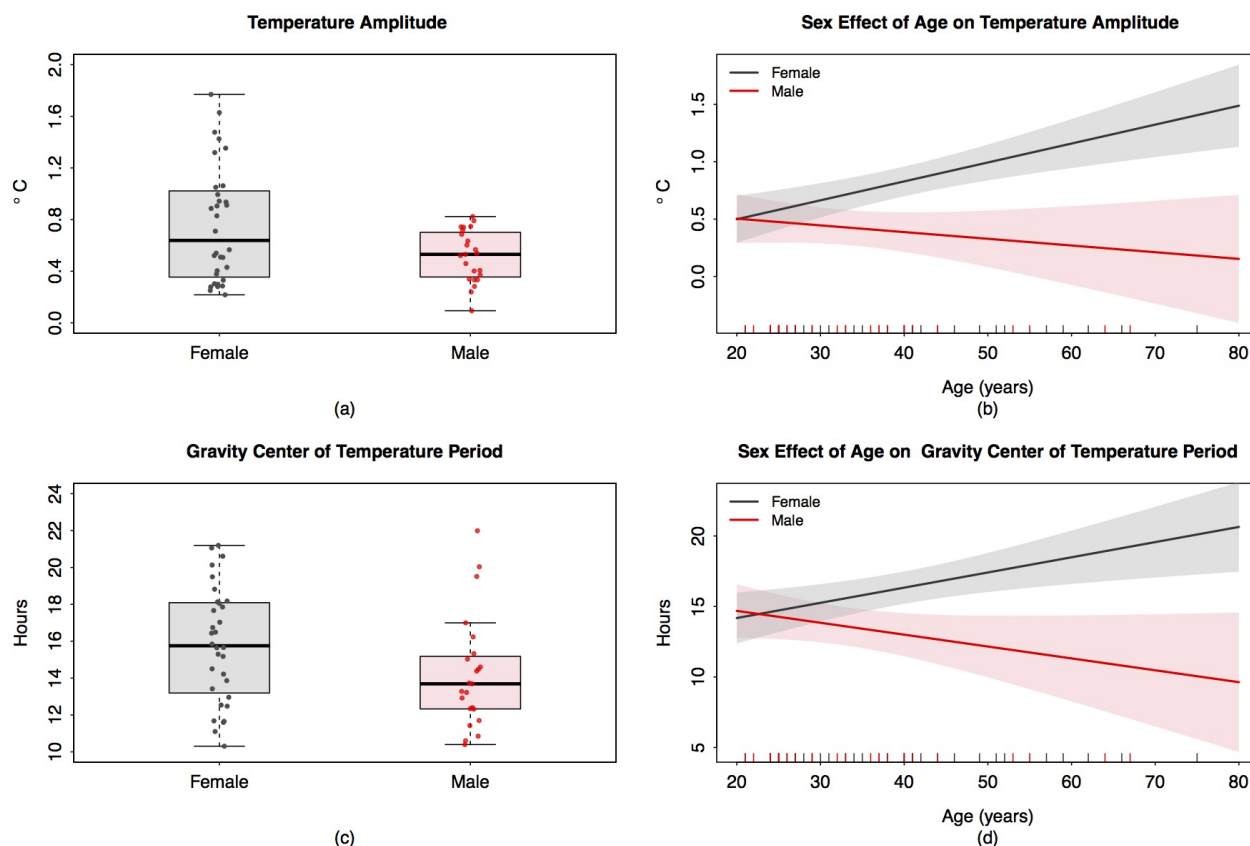 Temperature Amplitude
2.0
1.6
1.2
0.8
0.4
0.0
° C
Female Male
(a)
Sex Effect of Age on Temperature Amplitude
Female
Male
1.5
1.0
0.5
0.0
° C
20 30 40 50 60 70 80
Age (years)
(b)
Gravity Center of Temperature Period
24
22
20
18
16
14
12
10
Hours
Female Male
(c)
Sex Effect of Age on Gravity Center of Temperature Period
Female
Male
20
15
10
5
Hours
20 30 40 50 60 70 80
Age (years)
(d)